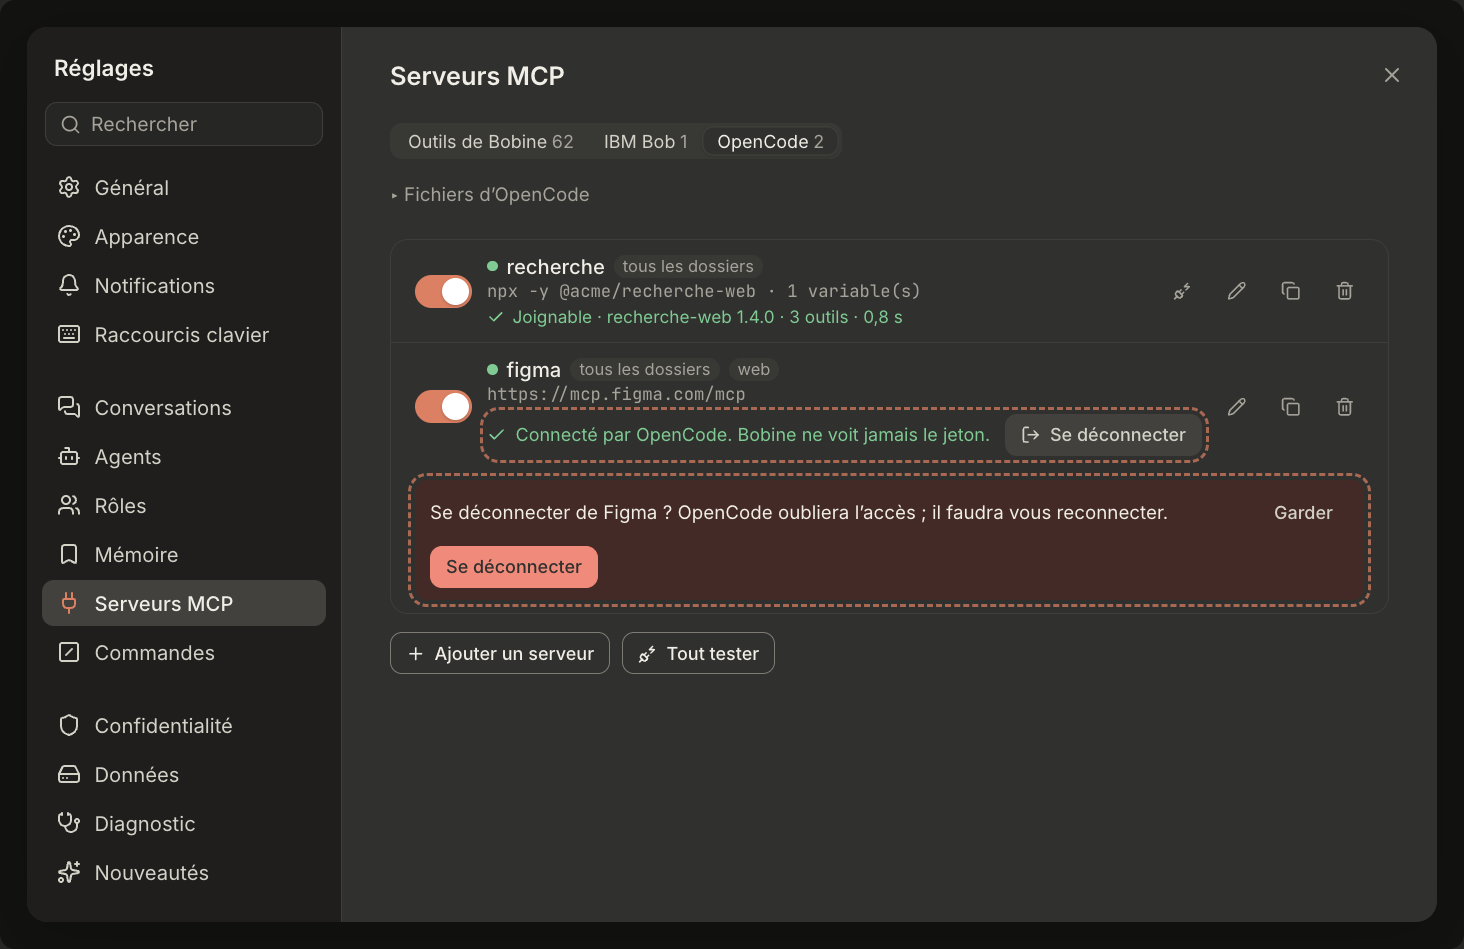 Réglages
Rechercher
Général
Apparence
Notifications
Raccourcis clavier
Conversations
Agents
Rôles
Mémoire
Serveurs MCP
Commandes
Confidentialité
Données
Diagnostic
Nouveautés
Serveurs MCP
Outils de Bobine 62 IBM Bob 1 OpenCode 2
Fichiers d’OpenCode
recherche tous les dossiers
npx -y @acme/recherche-web · 1 variable(s)
Joignable · recherche-web 1.4.0 · 3 outils · 0,8 s
figma tous les dossiers web
https://mcp.figma.com/mcp
Connecté par OpenCode. Bobine ne voit jamais le jeton. Se déconnecter
Se déconnecter de Figma ? OpenCode oubliera l’accès ; il faudra vous reconnecter. Garder
Se déconnecter
Ajouter un serveur Tout tester